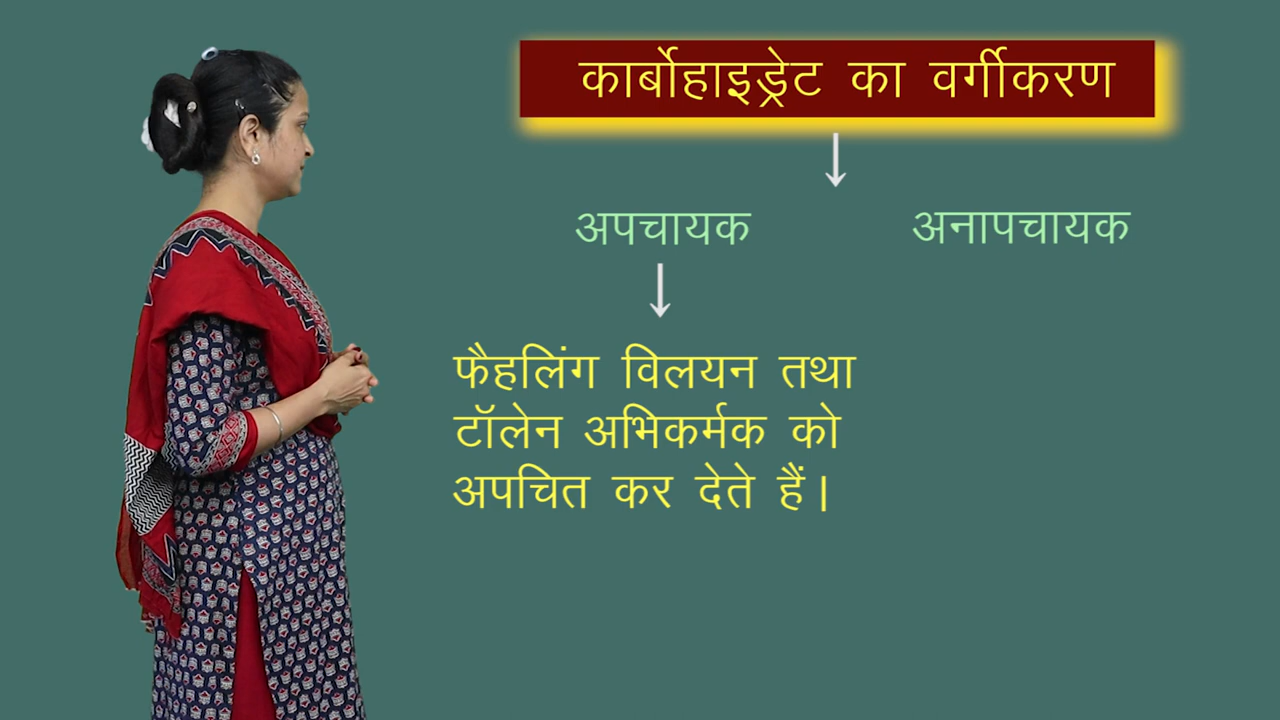 कार्बोहाइड्रेट का वर्गीकरण
अपचायक अनापचायक
फैहलिंग विलयन तथा
टॉलेन अभिकर्मक को
अपचित कर देते हैं।